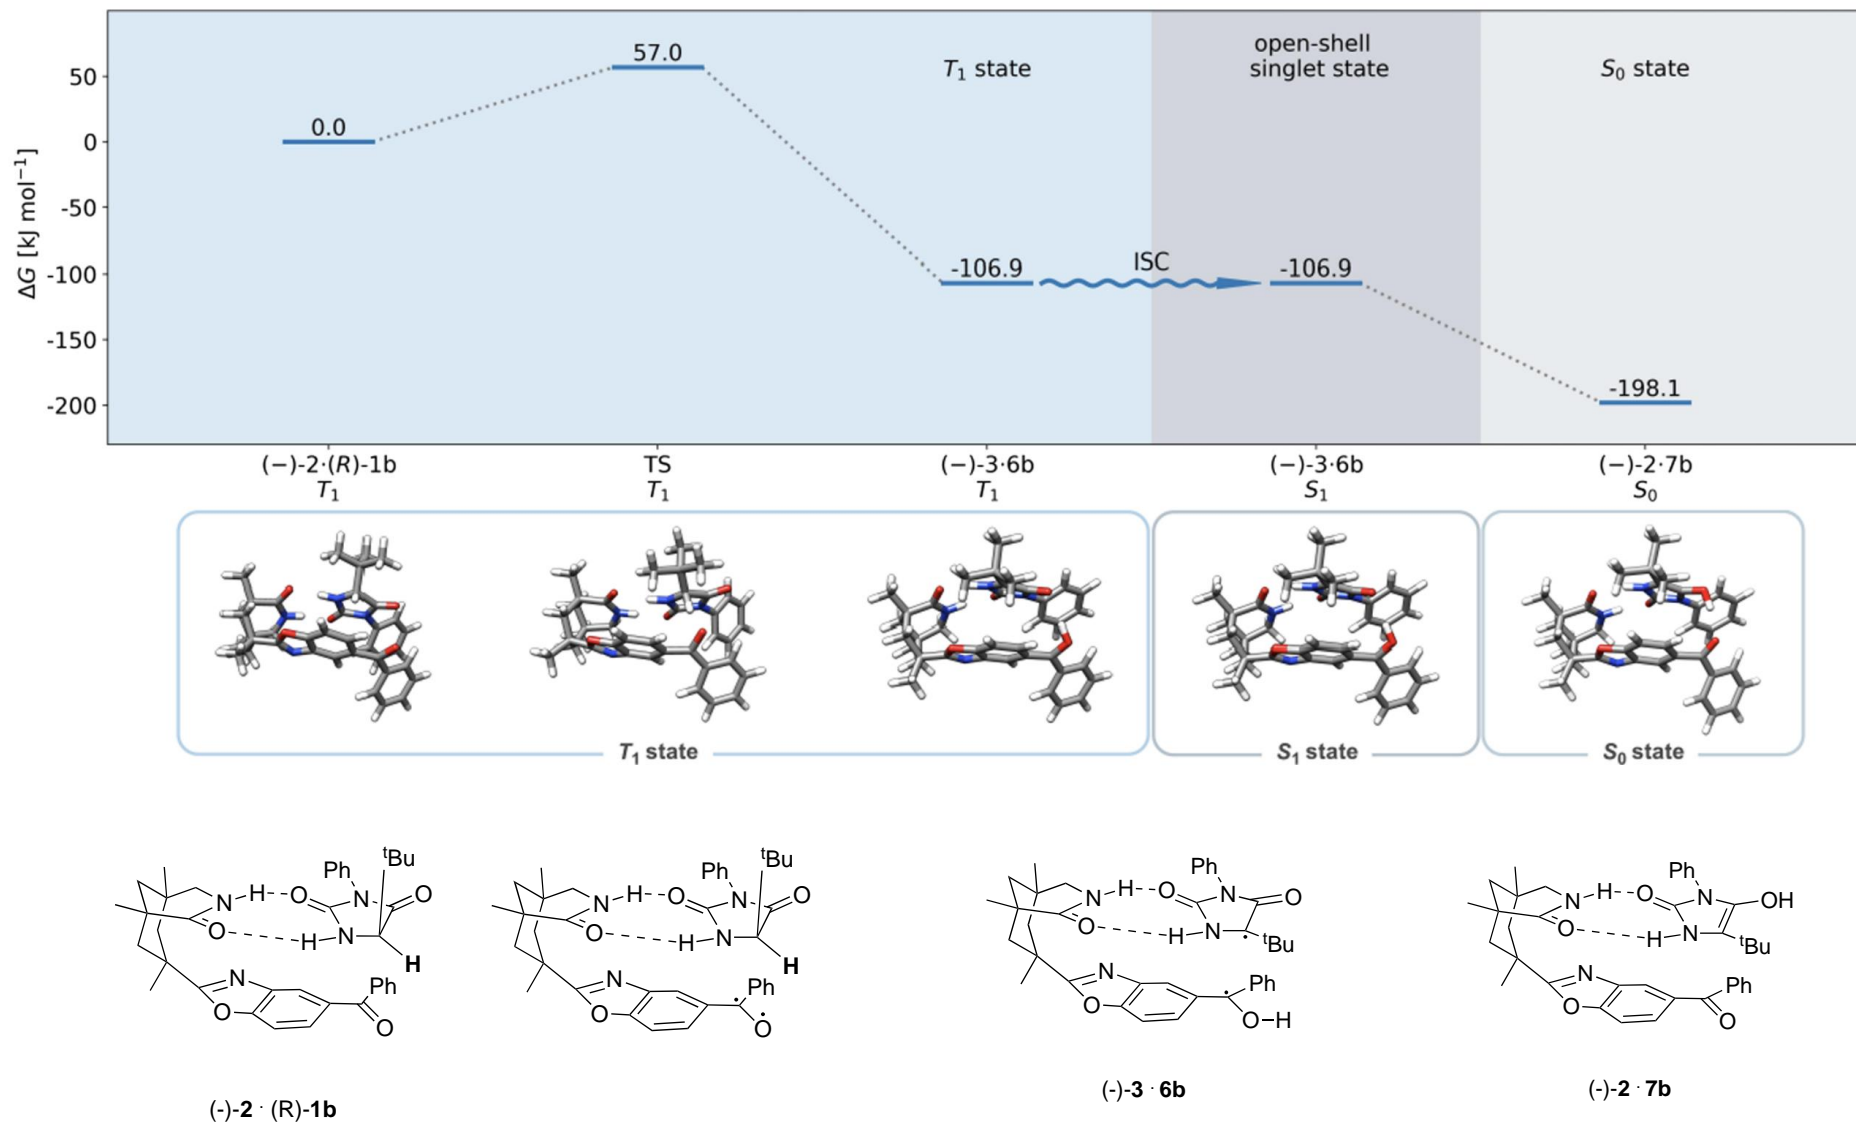 50
0
-50
-100
-150
-200
ΔG [kJ mol⁻¹]
0.0
57.0
-106.9
ISC
-106.9
-198.1
T₁ state
open-shell
singlet state
S₀ state
(−)-2·(R)-1b
T₁
TS
T₁
(−)-3·6b
T₁
(−)-3·6b
S₁
(−)-2·7b
S₀
T₁ state
S₁ state
S₀ state
Ph
ᵗBu
N
H
O
N
O
O
H
N
H
N
Ph
O
O
Ph
ᵗBu
N
H
O
N
O
O
H
N
H
N
Ph
O
O
Ph
N
H
O
N
O
O
H
N
ᵗBu
N
Ph
O
O–H
Ph
N
H
O
N
OH
O
H
N
ᵗBu
N
Ph
O
O
(-)-2 · (R)-1b
(-)-3 · 6b
(-)-2 · 7b